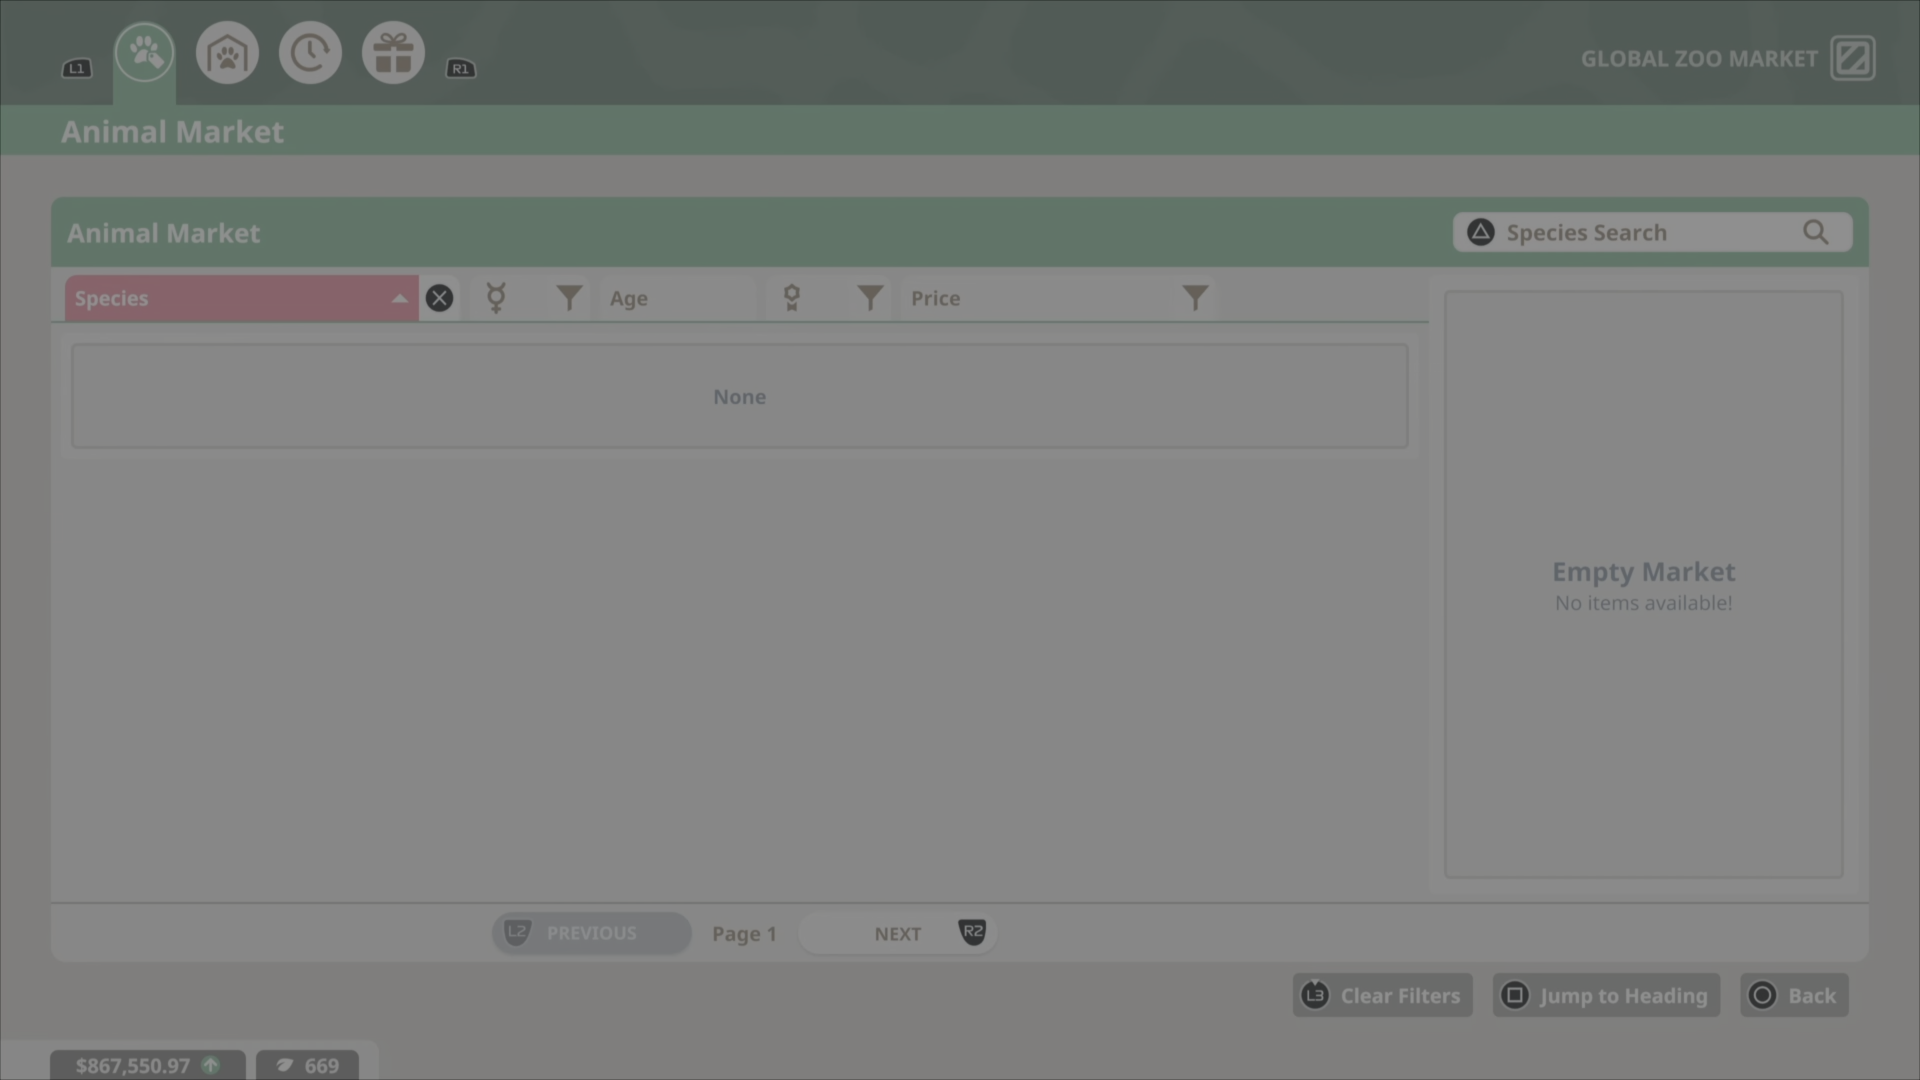 L1
R1
GLOBAL ZOO MARKET
Animal Market
Animal Market
Species Search
Species
Age
Price
None
Empty Market
No items available!
L2 PREVIOUS
Page 1
NEXT R2
L3 Clear Filters
Jump to Heading
Back
$867,550.97
669